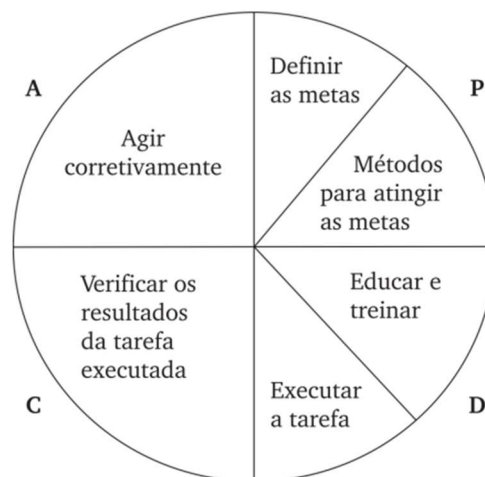 A
Agir
corretivamente
Definir
as metas
P
Métodos
para atingir
as metas
Educar e
treinar
D
Executar
a tarefa
Verificar os
resultados
da tarefa
executada
C